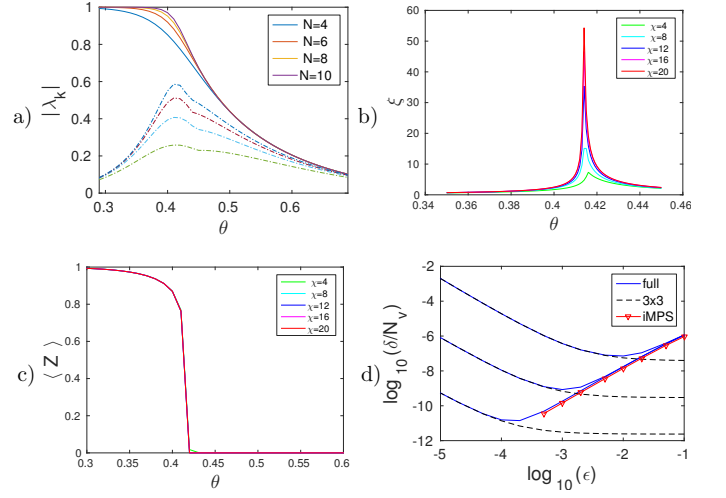 a)
|λ_k|
1
0.8
0.6
0.4
0.2
0
0.3
0.4
0.5
0.6
θ
N=4
N=6
N=8
N=10
b)
ξ
60
50
40
30
20
10
0
0.34
0.36
0.38
0.4
0.42
0.44
0.46
θ
χ=4
χ=8
χ=12
χ=16
χ=20
c)
⟨Z⟩
1
0.8
0.6
0.4
0.2
0
0.3
0.35
0.4
0.45
0.5
0.55
0.6
θ
χ=4
χ=8
χ=12
χ=16
χ=20
d)
log₁₀(δ/N_v)
-2
-4
-6
-8
-10
-12
-5
-4
-3
-2
-1
log₁₀(ϵ)
full
3x3
iMPS